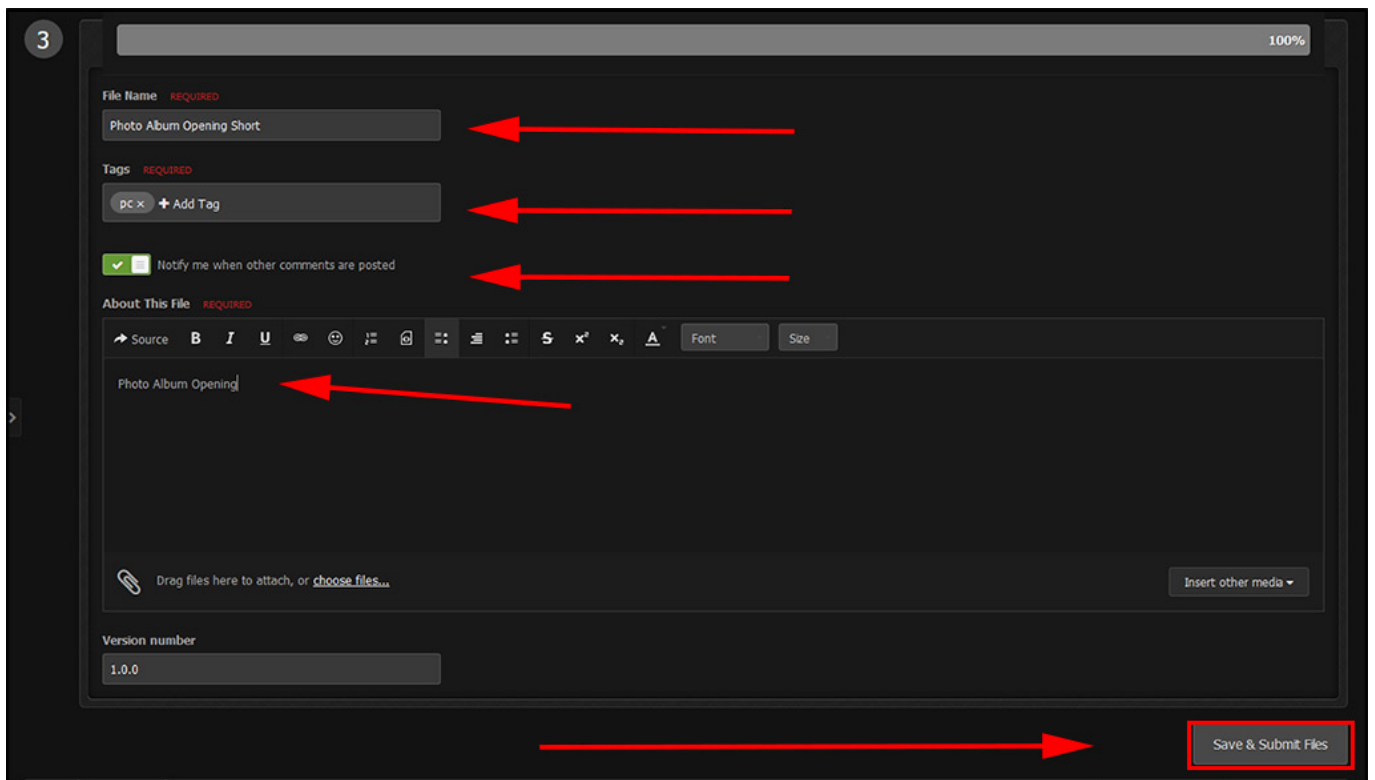 3
100%
File Name REQUIRED
Photo Album Opening Short
Tags REQUIRED
pc × + Add Tag
Notify me when other comments are posted
About This File REQUIRED
Source B I U S x² x₂ A Font Size
Photo Album Opening
Drag files here to attach, or choose files... Insert other media
Version number
1.0.0
Save & Submit Files